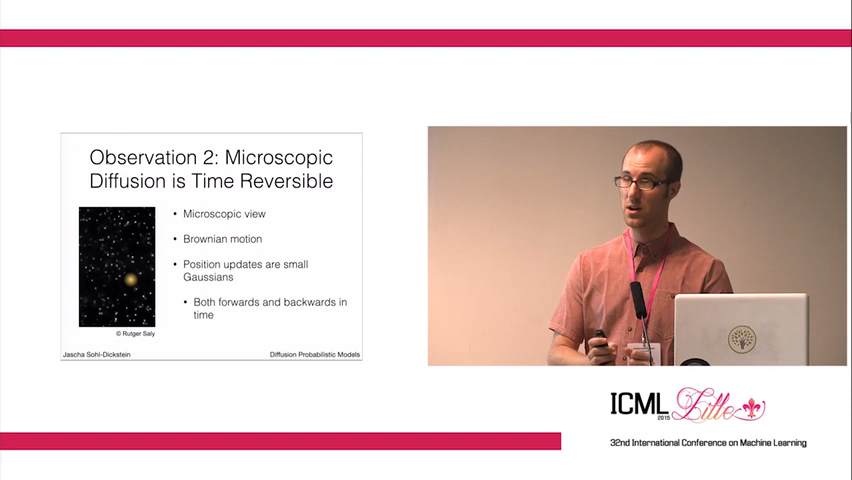 Observation 2: Microscopic
Diffusion is Time Reversible
• Microscopic view
• Brownian motion
• Position updates are small
Gaussians
• Both forwards and backwards in
time
© Rutger Saly
Jascha Sohl-Dickstein
Diffusion Probabilistic Models
ICML
2015
Lille
32nd International Conference on Machine Learning